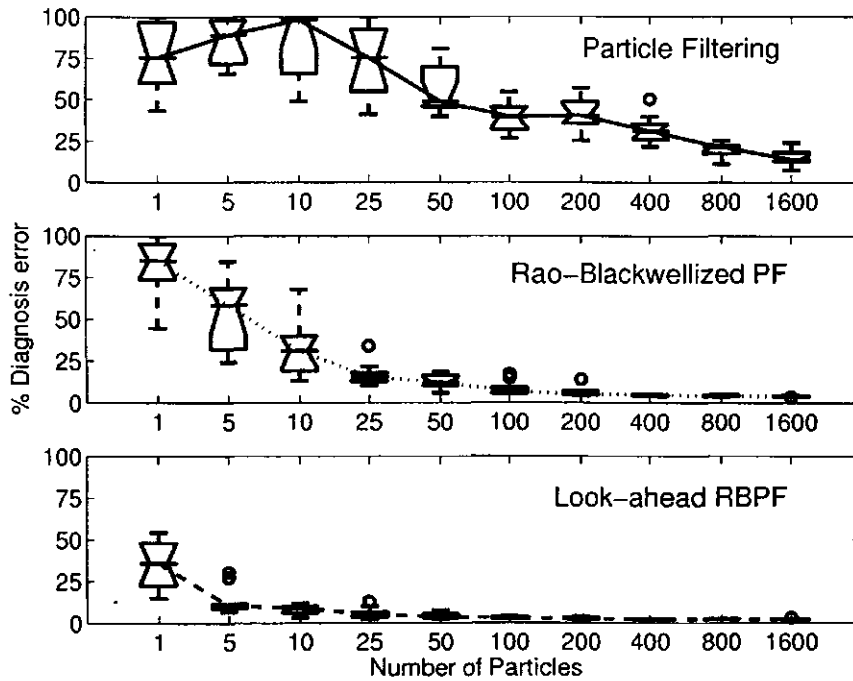 100
75
50
25
0
Particle Filtering
1 5 10 25 50 100 200 400 800 1600
% Diagnosis error
100
75
50
25
0
Rao-Blackwellized PF
1 5 10 25 50 100 200 400 800 1600
100
75
50
25
0
Look-ahead RBPF
1 5 10 25 50 100 200 400 800 1600
Number of Particles